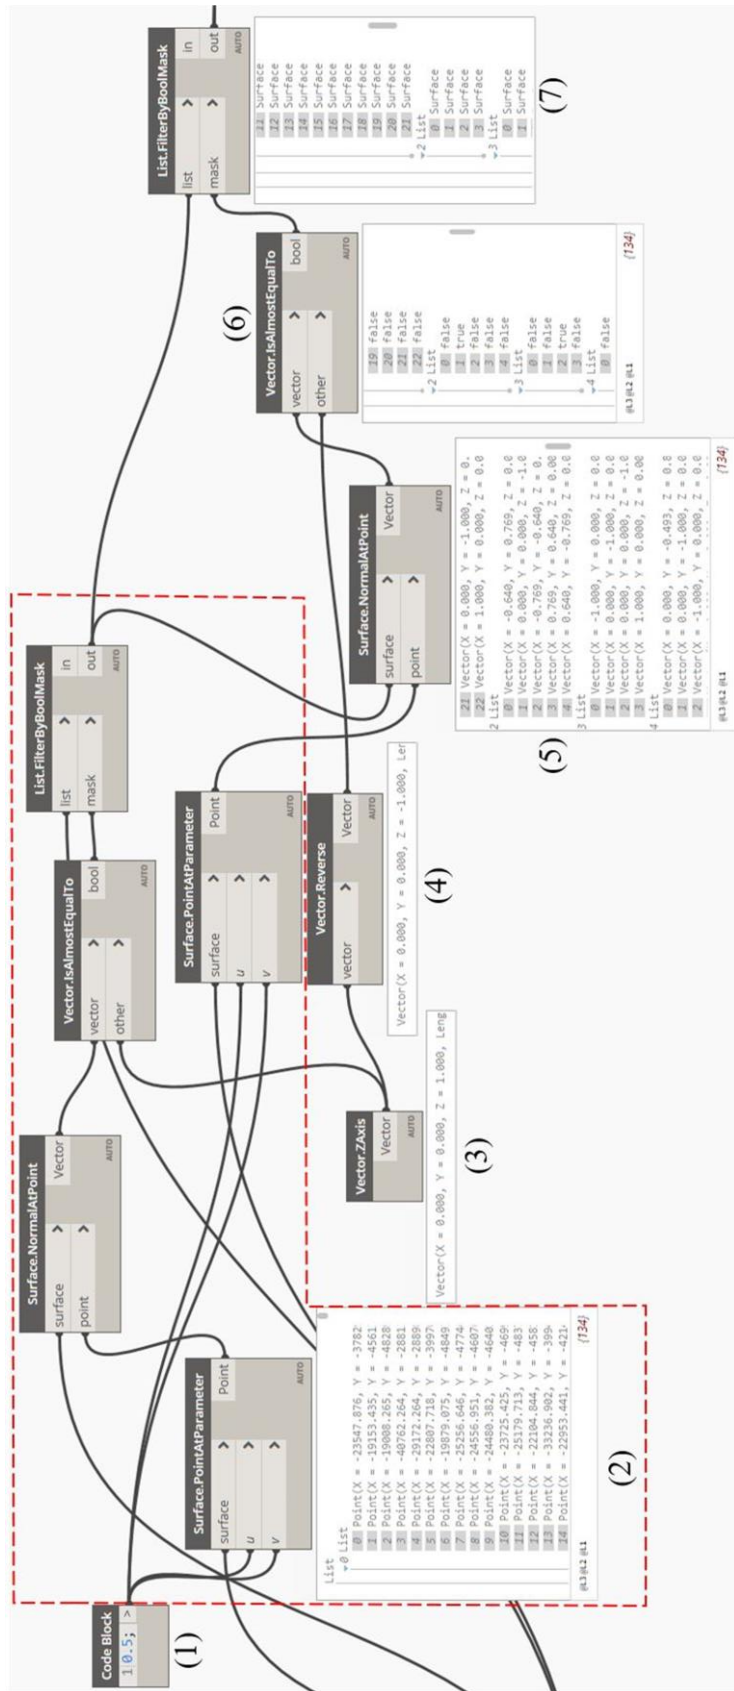 Code Block
1 0.5; >
(1)
Surface.PointAtParameter
surface >
u >
v >
Point
AUTO
List
0 List
0 Point(X = -23547.876, Y = -3782
1 Point(X = -19153.435, Y = -4561
2 Point(X = -19008.265, Y = -4828
3 Point(X = -40762.264, Y = -2881
4 Point(X = -29177.264, Y = -2889
5 Point(X = -22807.718, Y = -3997
6 Point(X = -19879.075, Y = -4849
7 Point(X = -25256.646, Y = -4774
8 Point(X = -24556.951, Y = -4607
9 Point(X = -24480.382, Y = -4640
10 Point(X = -23725.425, Y = -469
11 Point(X = -25179.713, Y = -483
12 Point(X = -22104.844, Y = -458
13 Point(X = -33236.902, Y = -399
14 Point(X = -22953.441, Y = -421
@L3 @L2 @L1
{134}
(2)
Surface.NormalAtPoint
surface >
point >
Vector
AUTO
Vector.ZAxis
Vector
AUTO
Vector(X = 0.000, Y = 0.000, Z = 1.000, Leng
(3)
Vector.IsAlmostEqualTo
vector >
other >
bool
AUTO
Surface.PointAtParameter
surface >
u >
v >
Point
AUTO
Vector.Reverse
vector >
Vector
AUTO
Vector(X = 0.000, Y = 0.000, Z = -1.000, Ler
(4)
List.FilterByBoolMask
list >
mask >
in
out
AUTO
Surface.NormalAtPoint
surface >
point >
Vector
AUTO
21 Vector(X = 0.000, Y = -1.000, Z = 0.
22 Vector(X = 1.000, Y = 0.000, Z = 0.0
2 List
0 Vector(X = -0.640, Y = 0.769, Z = 0.0
1 Vector(X = 0.000, Y = 0.000, Z = -1.0
2 Vector(X = -0.769, Y = -0.640, Z = 0.
3 Vector(X = 0.769, Y = 0.640, Z = 0.00
4 Vector(X = 0.640, Y = -0.769, Z = 0.0
3 List
0 Vector(X = -1.000, Y = 0.000, Z = 0.0
1 Vector(X = 0.000, Y = -1.000, Z = 0.0
2 Vector(X = 0.000, Y = 0.000, Z = -1.0
3 Vector(X = 1.000, Y = 0.000, Z = 0.00
4 List
0 Vector(X = 0.000, Y = -0.493, Z = 0.8
1 Vector(X = 0.000, Y = -1.000, Z = 0.0
2 Vector(X = -1.000, Y = 0.000, Z = 0.0
@L3 @L2 @L1
{134}
(5)
Vector.IsAlmostEqualTo
vector >
other >
bool
AUTO
(6)
19 false
20 false
21 false
22 false
2 List
0 false
1 true
2 false
3 false
4 false
3 List
0 false
1 false
2 true
3 false
4 List
0 false
@L3 @L2 @L1
{134}
List.FilterByBoolMask
list >
mask >
in
out
AUTO
11 Surface
12 Surface
13 Surface
14 Surface
15 Surface
16 Surface
17 Surface
18 Surface
19 Surface
20 Surface
21 Surface
2 List
0 Surface
1 Surface
2 Surface
3 Surface
3 List
0 Surface
1 Surface
(7)